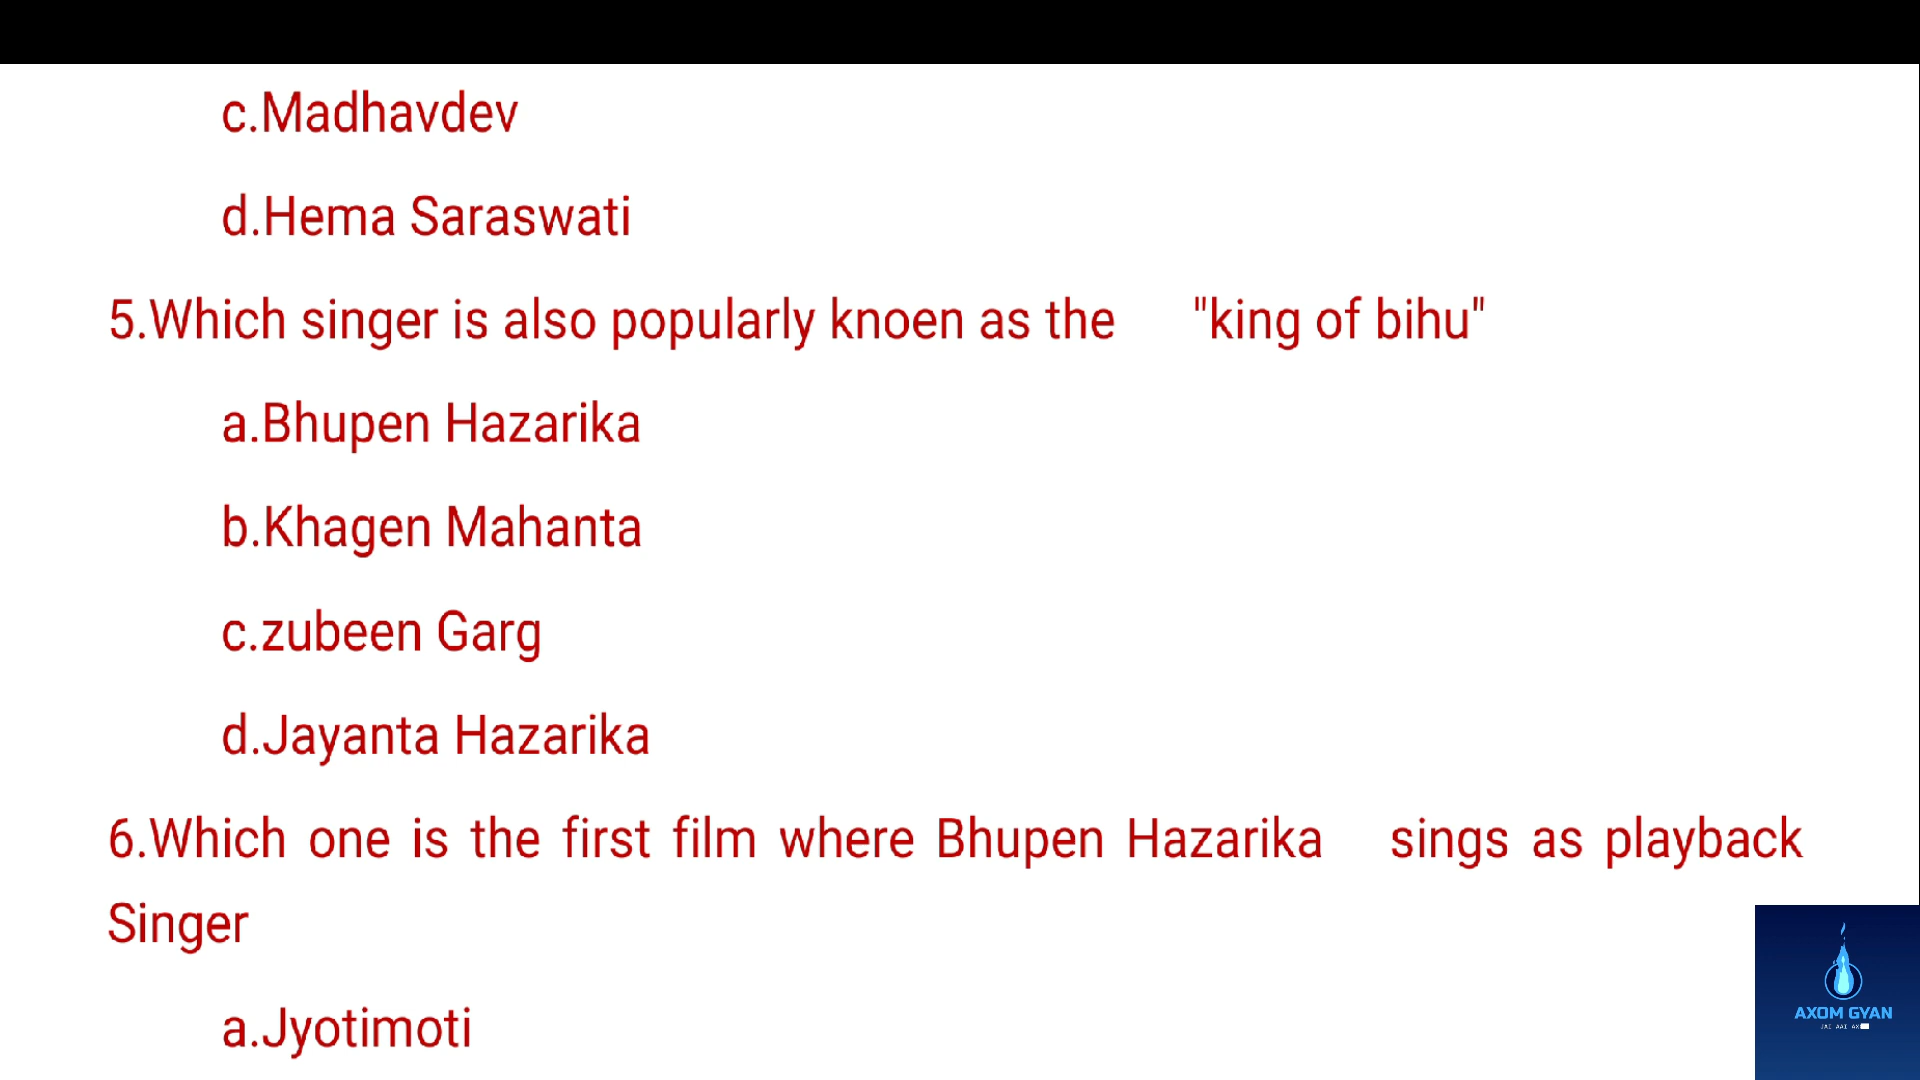 c.Madhavdev
d.Hema Saraswati
5.Which singer is also popularly knoen as the "king of bihu"
a.Bhupen Hazarika
b.Khagen Mahanta
c.zubeen Garg
d.Jayanta Hazarika
6.Which one is the first film where Bhupen Hazarika sings as playback
Singer
a.Jyotimoti
AXOM GYAN
JAI AAI